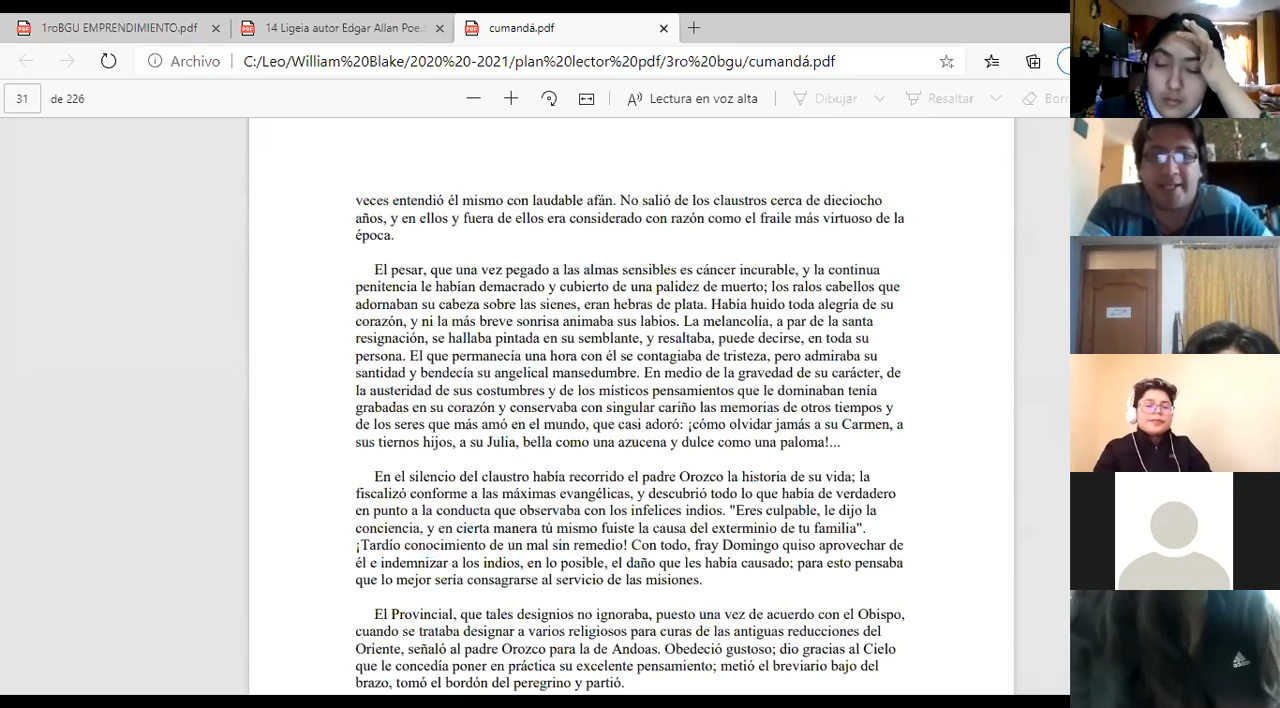 1roBGU EMPRENDIMIENTO.pdf
14 Ligeia autor Edgar Allan Poe.
cumandá.pdf
Archivo
C:/Leo/William%20Blake/2020%20-2021/plan%20lector%20pdf/3ro%20bgu/cumandá.pdf
31 de 226
Lectura en voz alta
Dibujar
Resaltar
Borr
veces entendió él mismo con laudable afán. No salió de los claustros cerca de dieciocho
años, y en ellos y fuera de ellos era considerado con razón como el fraile más virtuoso de la
época.
El pesar, que una vez pegado a las almas sensibles es cáncer incurable, y la continua
penitencia le habían demacrado y cubierto de una palidez de muerto; los ralos cabellos que
adornaban su cabeza sobre las sienes, eran hebras de plata. Había huido toda alegría de su
corazón, y ni la más breve sonrisa animaba sus labios. La melancolía, a par de la santa
resignación, se hallaba pintada en su semblante, y resaltaba, puede decirse, en toda su
persona. El que permanecía una hora con él se contagiaba de tristeza, pero admiraba su
santidad y bendecía su angelical mansedumbre. En medio de la gravedad de su carácter, de
la austeridad de sus costumbres y de los místicos pensamientos que le dominaban tenía
grabadas en su corazón y conservaba con singular cariño las memorias de otros tiempos y
de los seres que más amó en el mundo, que casi adoró: ¡cómo olvidar jamás a su Carmen, a
sus tiernos hijos, a su Julia, bella como una azucena y dulce como una paloma!...
En el silencio del claustro había recorrido el padre Orozco la historia de su vida; la
fiscalizó conforme a las máximas evangélicas, y descubrió todo lo que había de verdadero
en punto a la conducta que observaba con los infelices indios. "Eres culpable, le dijo la
conciencia, y en cierta manera tú mismo fuiste la causa del exterminio de tu familia".
¡Tardío conocimiento de un mal sin remedio! Con todo, fray Domingo quiso aprovechar de
él e indemnizar a los indios, en lo posible, el daño que les había causado; para esto pensaba
que lo mejor sería consagrarse al servicio de las misiones.
El Provincial, que tales designios no ignoraba, puesto una vez de acuerdo con el Obispo,
cuando se trataba designar a varios religiosos para curas de las antiguas reducciones del
Oriente, señaló al padre Orozco para la de Andoas. Obedeció gustoso; dio gracias al Cielo
que le concedía poner en práctica su excelente pensamiento; metió el breviario bajo del
brazo, tomó el bordón del peregrino y partió.